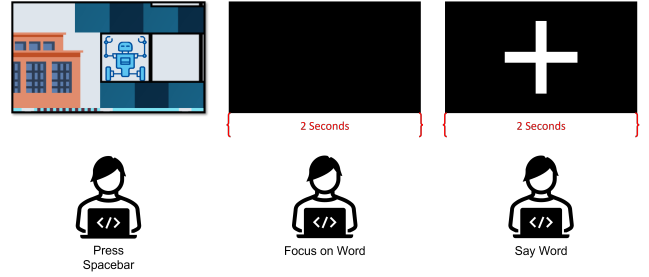 2 Seconds
2 Seconds
</>
</>
</>
Press
Spacebar
Focus on Word
Say Word